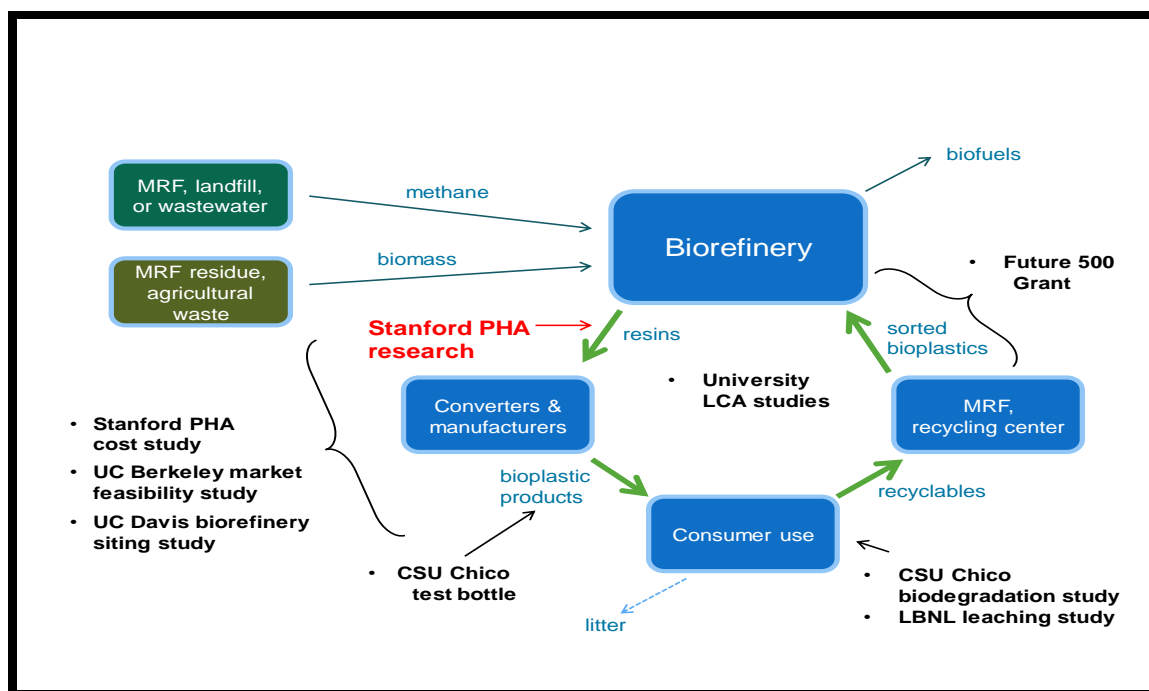 biofuels
MRF, landfill,
or wastewater
methane
Biorefinery
MRF residue,
agricultural
waste
biomass
• Future 500
Grant
Stanford PHA
research
resins
sorted
bioplastics
• University
LCA studies
Converters &
manufacturers
MRF,
recycling center
• Stanford PHA
cost study
• UC Berkeley market
feasibility study
• UC Davis biorefinery
siting study
bioplastic
products
recyclables
Consumer use
• CSU Chico
test bottle
• CSU Chico
biodegradation study
• LBNL leaching study
litter